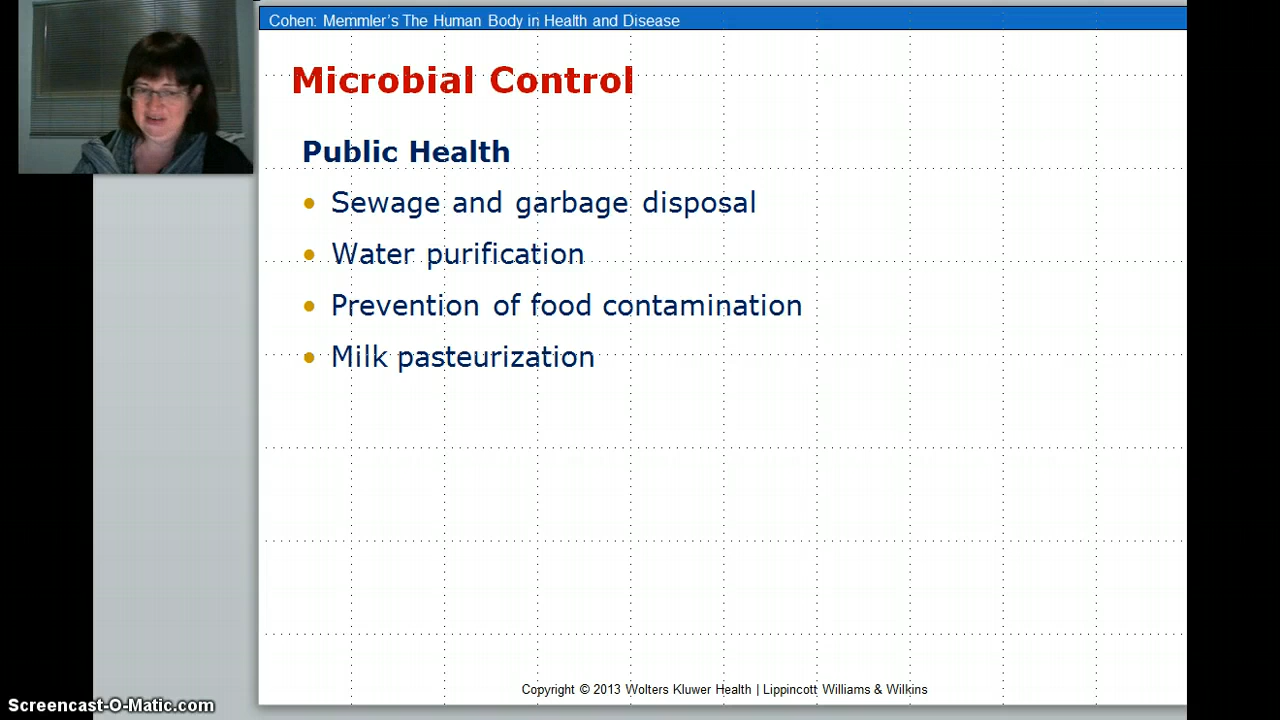 Cohen: Memmler's The Human Body in Health and Disease
Microbial Control
Public Health
• Sewage and garbage disposal
• Water purification
• Prevention of food contamination
• Milk pasteurization
Copyright © 2013 Wolters Kluwer Health | Lippincott Williams & Wilkins
Screencast-O-Matic.com